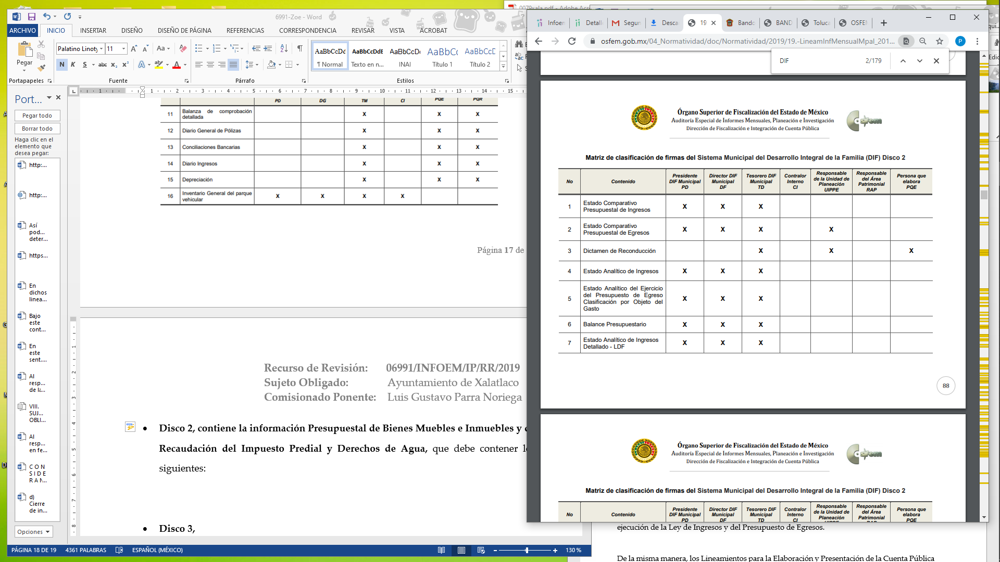 6991-Zoe - Word
ARCHIVO
INICIO
INSERTAR
DISEÑO
DISEÑO DE PÁGINA
REFERENCIAS
CORRESPONDENCIA
REVISAR
VISTA
ACROBAT
Pegar
Palatino Linoty
11
N K S abc x₂ x²
Portapapeles
Fuente
Párrafo
Estilos
¶ Normal
Texto en n...
INAI
Título 1
Título 2
Port...
Pegar todo
Borrar todo
Haga clic en el
elemento que
desea pegar:
http:...
http:...
Así
pod...
deter...
https...
En
dichos
linea...
Bajo
este
cont...
En
este
sent....
Al
resp...
de la...
VIII.
SUJ...
OBLI...
Al
resp...
en fe...
C O N
S I D E
R A N...
d)
Cierre
de in...
Opciones
PD DG TM CI PQE PQR
11 Balanza de comprobación detallada X X X
12 Diario General de Pólizas X X X
13 Conciliaciones Bancarias X X X
14 Diario Ingresos X X X
15 Depreciación X X X
16 Inventario General del parque vehicular X X X X
Página 17 de
Recurso de Revisión: 06991/INFOEM/IP/RR/2019
Sujeto Obligado: Ayuntamiento de Xalatlaco
Comisionado Ponente: Luis Gustavo Parra Noriega
• Disco 2, contiene la información Presupuestal de Bienes Muebles e Inmuebles y
Recaudación del Impuesto Predial y Derechos de Agua, que debe contener
siguientes:
• Disco 3,
PÁGINA 18 DE 19
4361 PALABRAS
ESPAÑOL (MÉXICO)
130 %
Infoen
Detall
Segun
Desca
19
Bando
BAND
Toluca
OSFEM
osfem.gob.mx/04_Normatividad/doc/Normatividad/2019/19.-LineamInfMensualMpal_201...
DIF
2/179
Órgano Superior de Fiscalización del Estado de México
Auditoría Especial de Informes Mensuales, Planeación e Investigación
Dirección de Fiscalización e Integración de Cuenta Pública
Matriz de clasificación de firmas del Sistema Municipal del Desarrollo Integral de la Familia (DIF) Disco 2
No
Contenido
Presidente DIF Municipal PD
Director DIF Municipal DF
Tesorero DIF Municipal TD
Contralor Interno CI
Responsable de la Unidad de Planeación UIPPE
Responsable del Área Patrimonial RAP
Persona que elabora PQE
1 Estado Comparativo Presupuestal de Ingresos X X X
2 Estado Comparativo Presupuestal de Egresos X X X X
3 Dictamen de Reconducción X X X
4 Estado Analítico de Ingresos X X X
5 Estado Analítico del Ejercicio del Presupuesto de Egreso Clasificación por Objeto del Gasto X X X
6 Balance Presupuestario X X X
7 Estado Analítico de Ingresos Detallado - LDF X X X
88
Órgano Superior de Fiscalización del Estado de México
Auditoría Especial de Informes Mensuales, Planeación e Investigación
Dirección de Fiscalización e Integración de Cuenta Pública
Matriz de clasificación de firmas del Sistema Municipal del Desarrollo Integral de la Familia (DIF) Disco 2
No
Contenido
Presidente DIF Municipal PD
Director DIF Municipal DF
Tesorero DIF Municipal TD
Contralor Interno CI
Responsable de la Unidad de Planeación
Responsable del Área Patrimonial
Persona que elabora PQE
ejecución de la Ley de Ingresos y del Presupuesto de Egresos.
De la misma manera, los Lineamientos para la Elaboración y Presentación de la Cuenta Pública